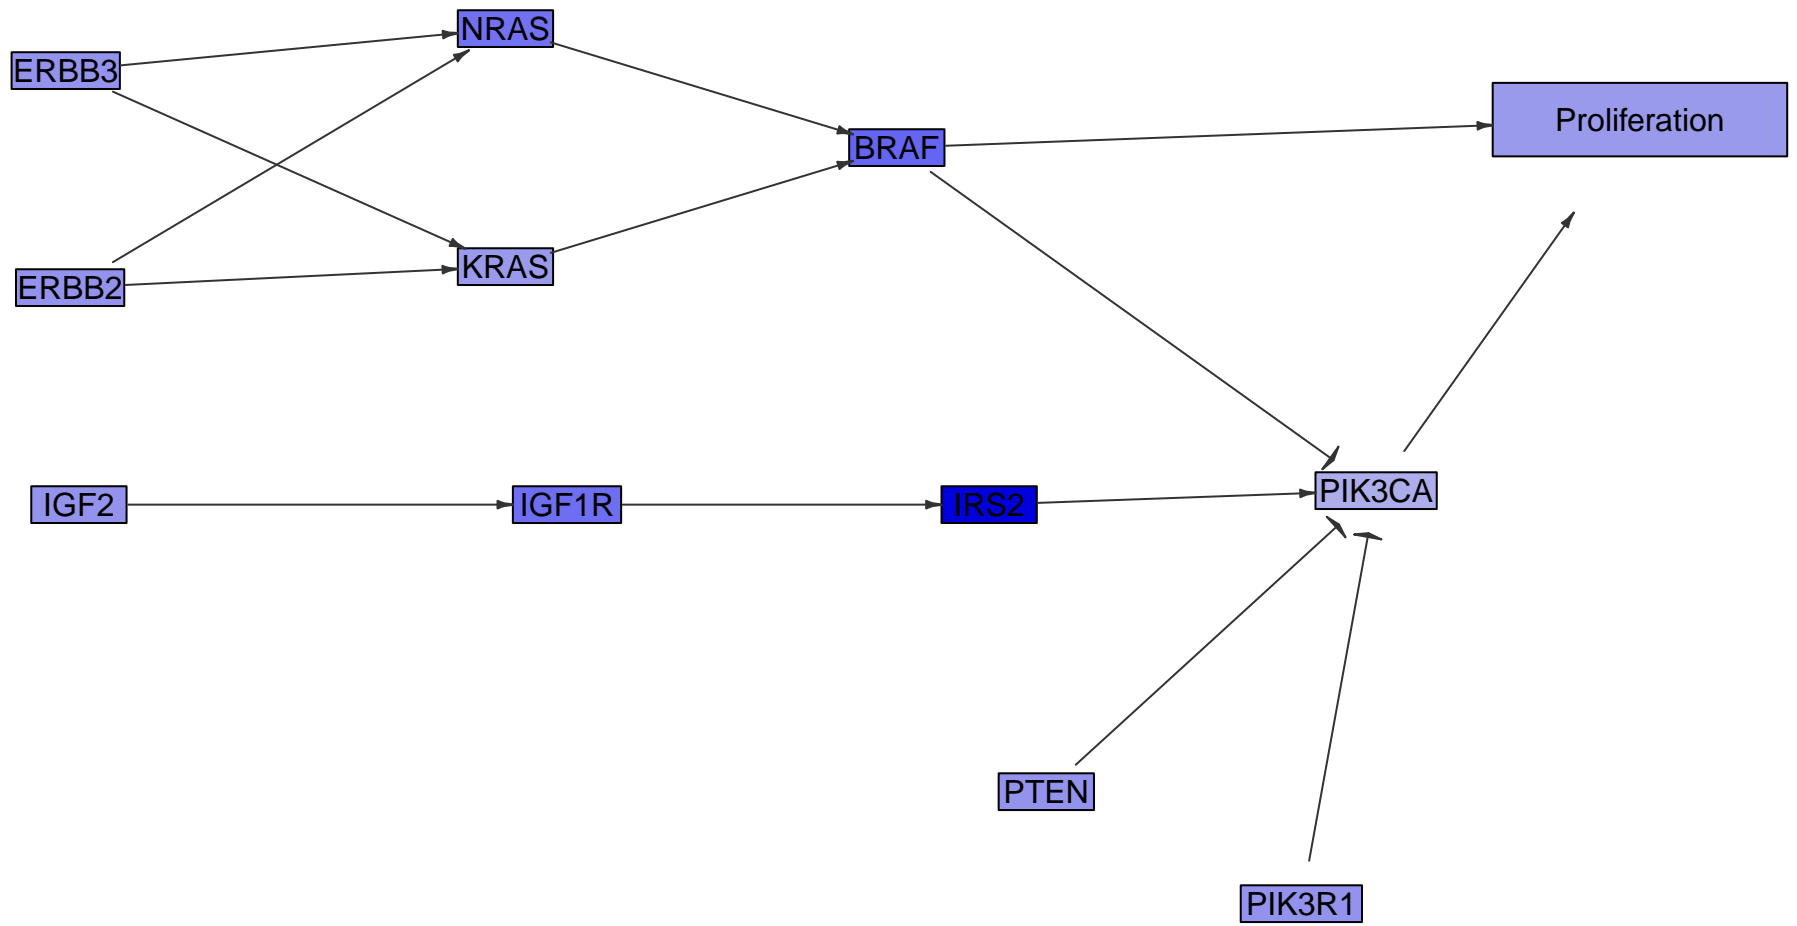 NRAS
ERBB3
Proliferation
BRAF
KRAS
ERBB2
PIK3CA
IGF2
IGF1R
IRS2
PTEN
PIK3R1